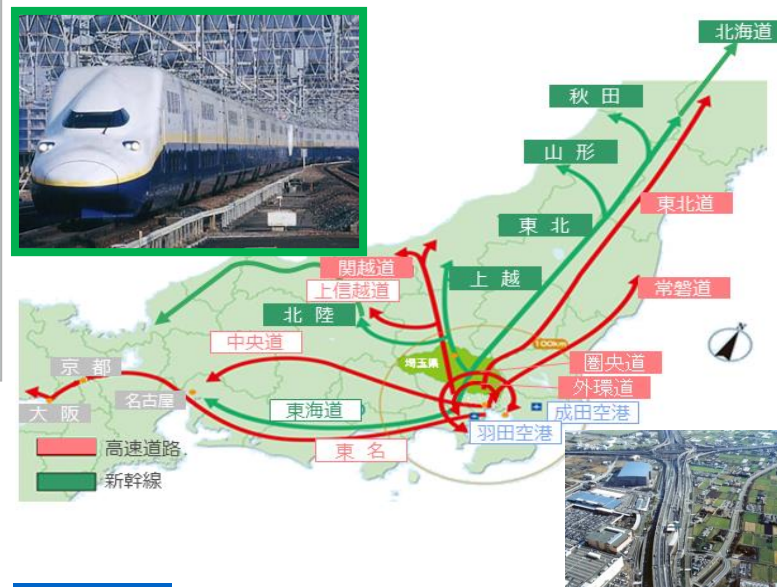 北海道
秋田
山形
東北
東北道
関越道
上信越道
上越
常磐道
北陸
中央道
埼玉県
100km
圏央道
外環道
京都
大阪
名古屋
東海道
成田空港
羽田空港
東名
高速道路
新幹線